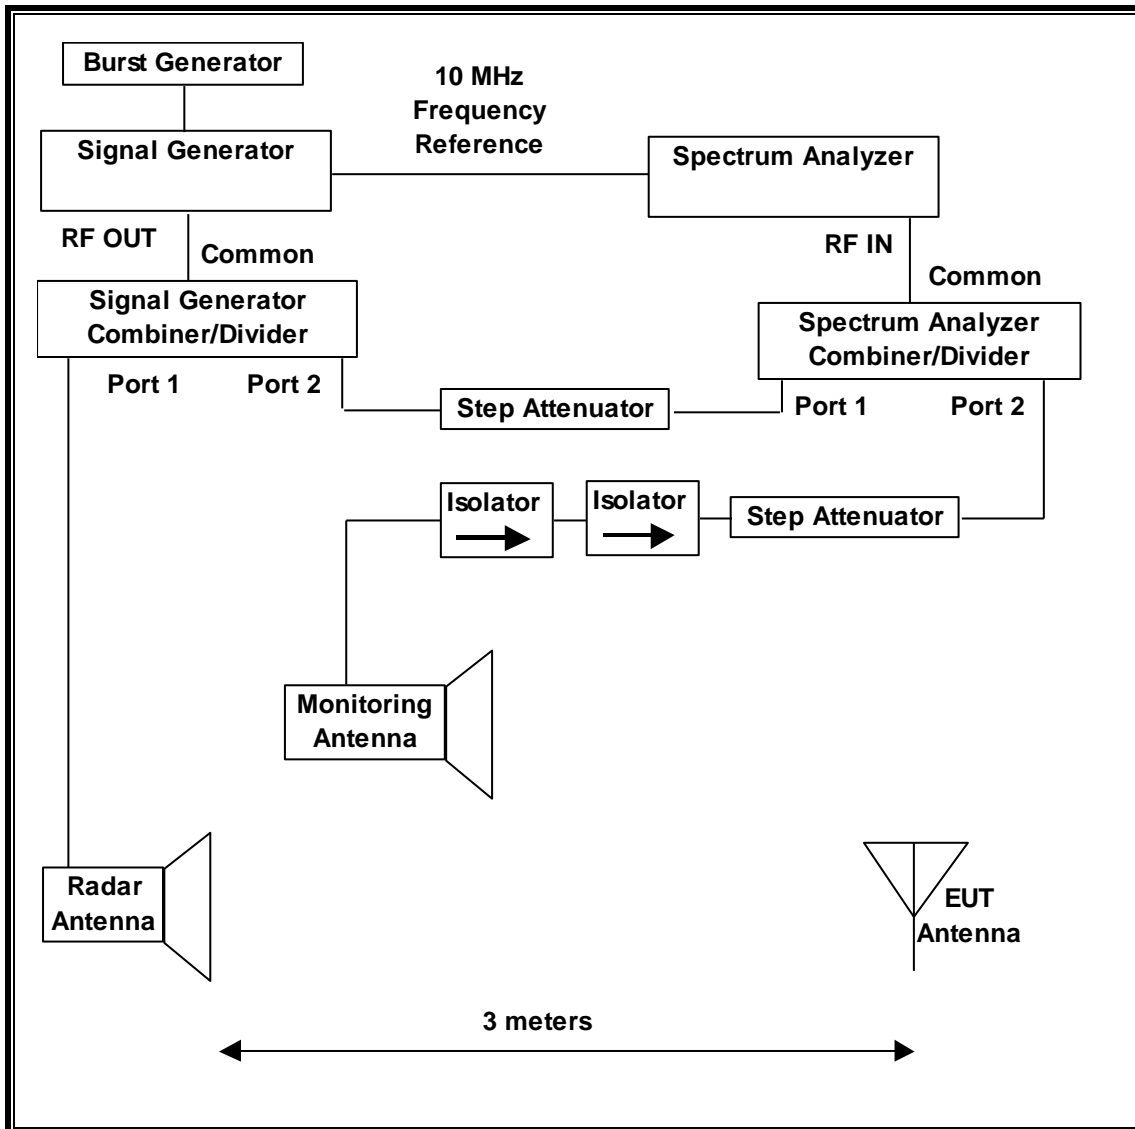 Burst Generator
10 MHz
Frequency
Reference
Signal Generator
Spectrum Analyzer
RF OUT
Common
RF IN
Common
Signal Generator
Combiner/Divider
Spectrum Analyzer
Combiner/Divider
Port 1
Port 2
Step Attenuator
Port 1
Port 2
Isolator
Isolator
Step Attenuator
Monitoring
Antenna
Radar
Antenna
EUT
Antenna
3 meters